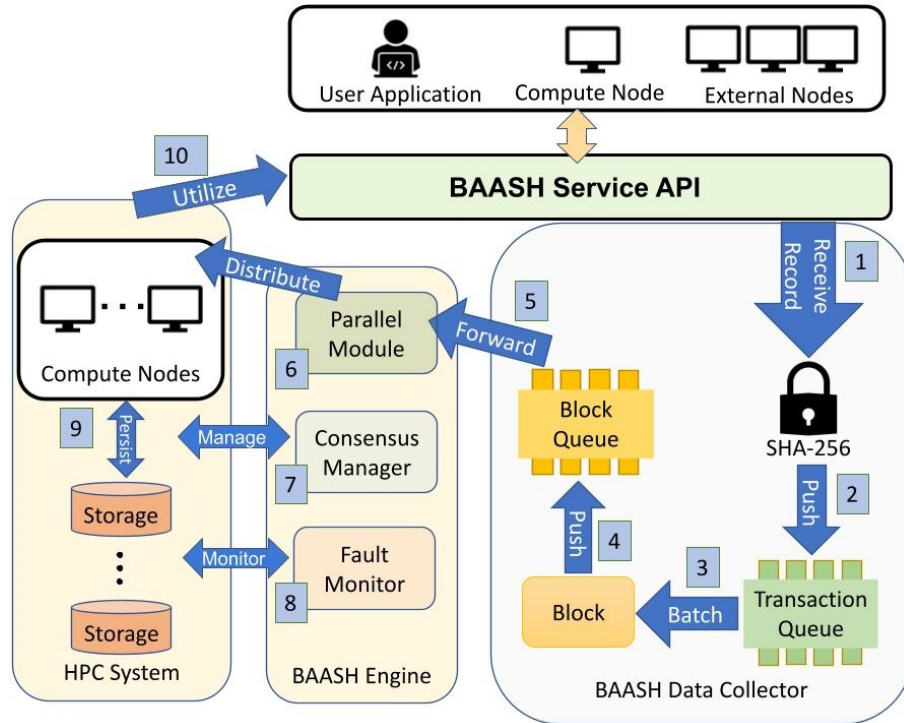 User Application
Compute Node
External Nodes
10
Utilize
BAASH Service API
1
Receive
Record
Distribute
5
Forward
Parallel
Module
6
Compute Nodes
SHA-256
9
Persist
Manage
Consensus
Manager
7
Block
Queue
2
Push
4
Push
Storage
Monitor
Fault
Monitor
8
3
Batch
Block
Transaction
Queue
Storage
HPC System
BAASH Engine
BAASH Data Collector